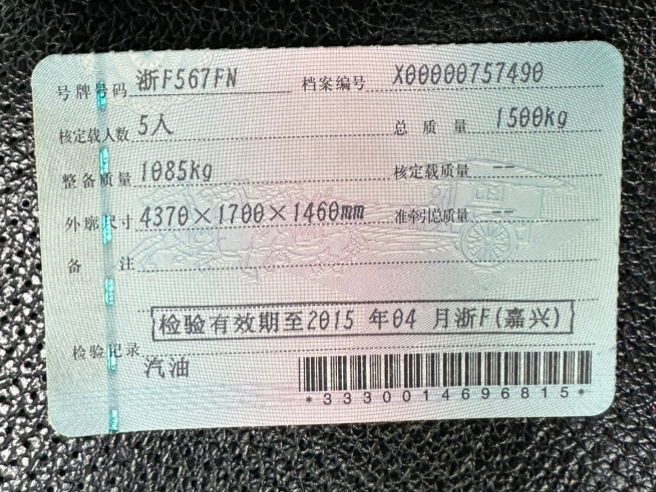 号牌号码 浙F567FN 档案编号 X00000757490
核定载人数 5人 总质量 1500kg
整备质量 1085kg 核定载质量 --
外廓尺寸 4370×1700×1460mm 准牵引总质量 --
备注
检验有效期至2015 年04 月浙F(嘉兴)
检验记录
汽油
*3330014696815*